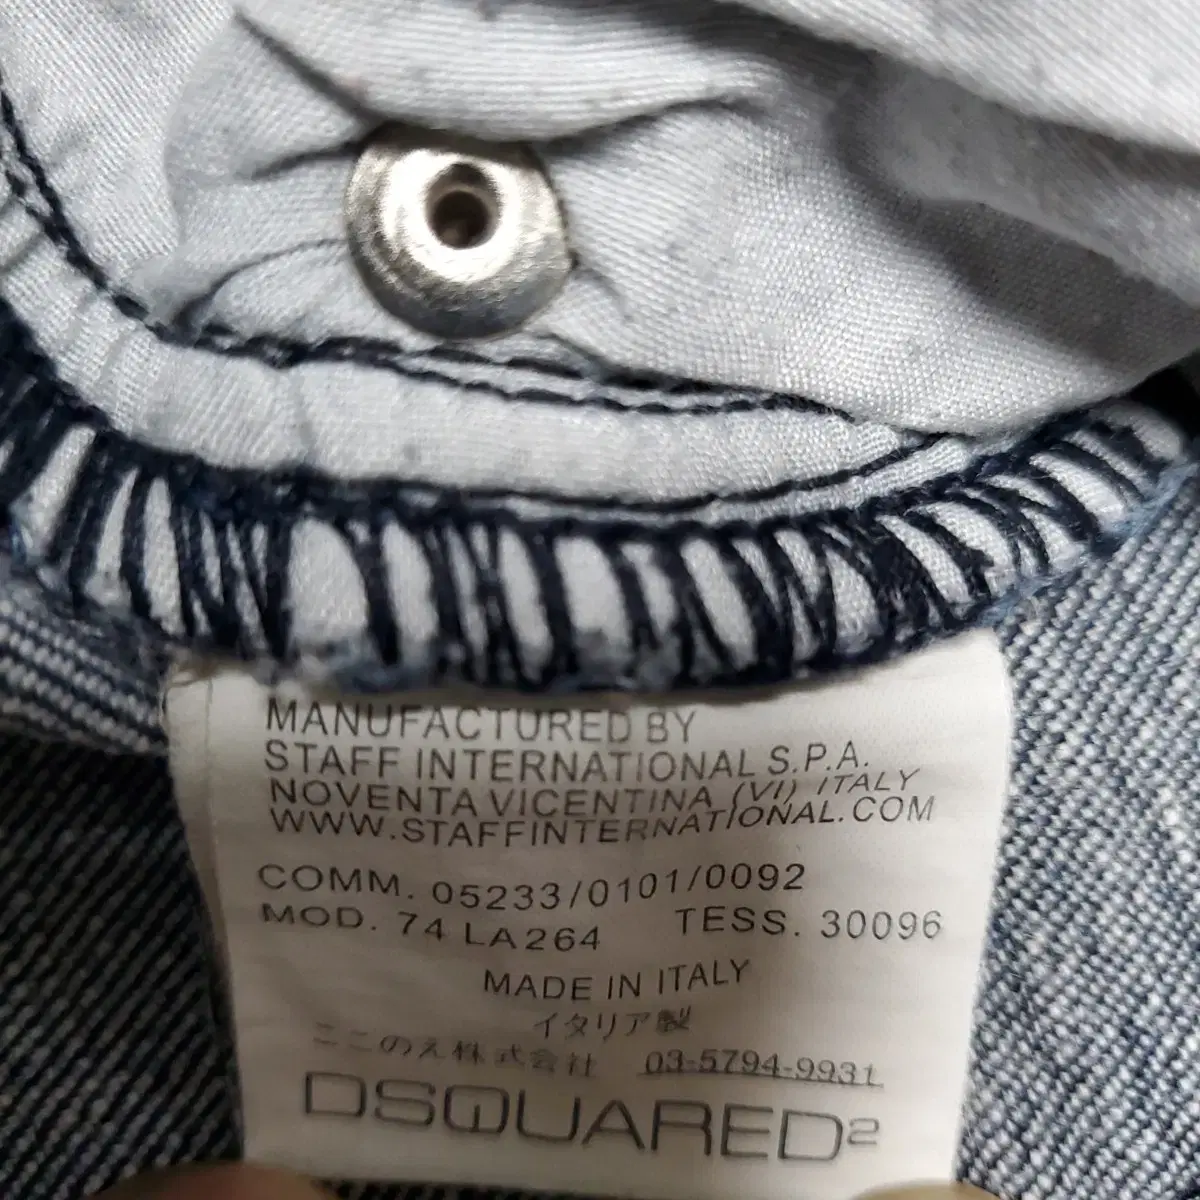 MANUFACTURED BY
STAFF INTERNATIONAL S.P.A.
NOVENTA VICENTINA (VI) ITALY
WWW.STAFFINTERNATIONAL.COM
COMM. 05233/0101/0092
MOD. 74 LA264 TESS. 30096
MADE IN ITALY
イタリア製
ここのえ株式会社 03-5794-9931
DSQUARED2